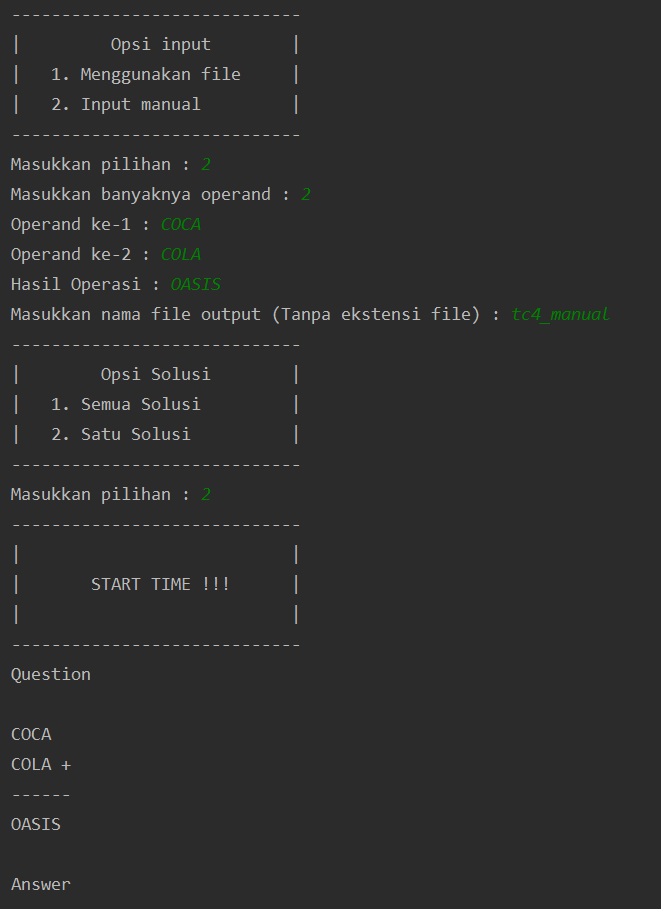 -----------------------------
|         Opsi input        |
|   1. Menggunakan file     |
|   2. Input manual         |
-----------------------------
Masukkan pilihan : 2
Masukkan banyaknya operand : 2
Operand ke-1 : COCA
Operand ke-2 : COLA
Hasil Operasi : OASIS
Masukkan nama file output (Tanpa ekstensi file) : tc4_manual
-----------------------------
|        Opsi Solusi        |
|   1. Semua Solusi         |
|   2. Satu Solusi          |
-----------------------------
Masukkan pilihan : 2
-----------------------------
|                           |
|       START TIME !!!      |
|                           |
-----------------------------
Question
COCA
COLA +
------
OASIS
Answer